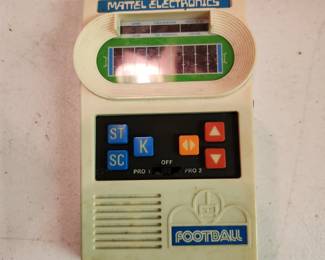 MATTEL ELECTRONICS
ST
K
SC
OFF
PRO 1
PRO 2
FOOTBALL